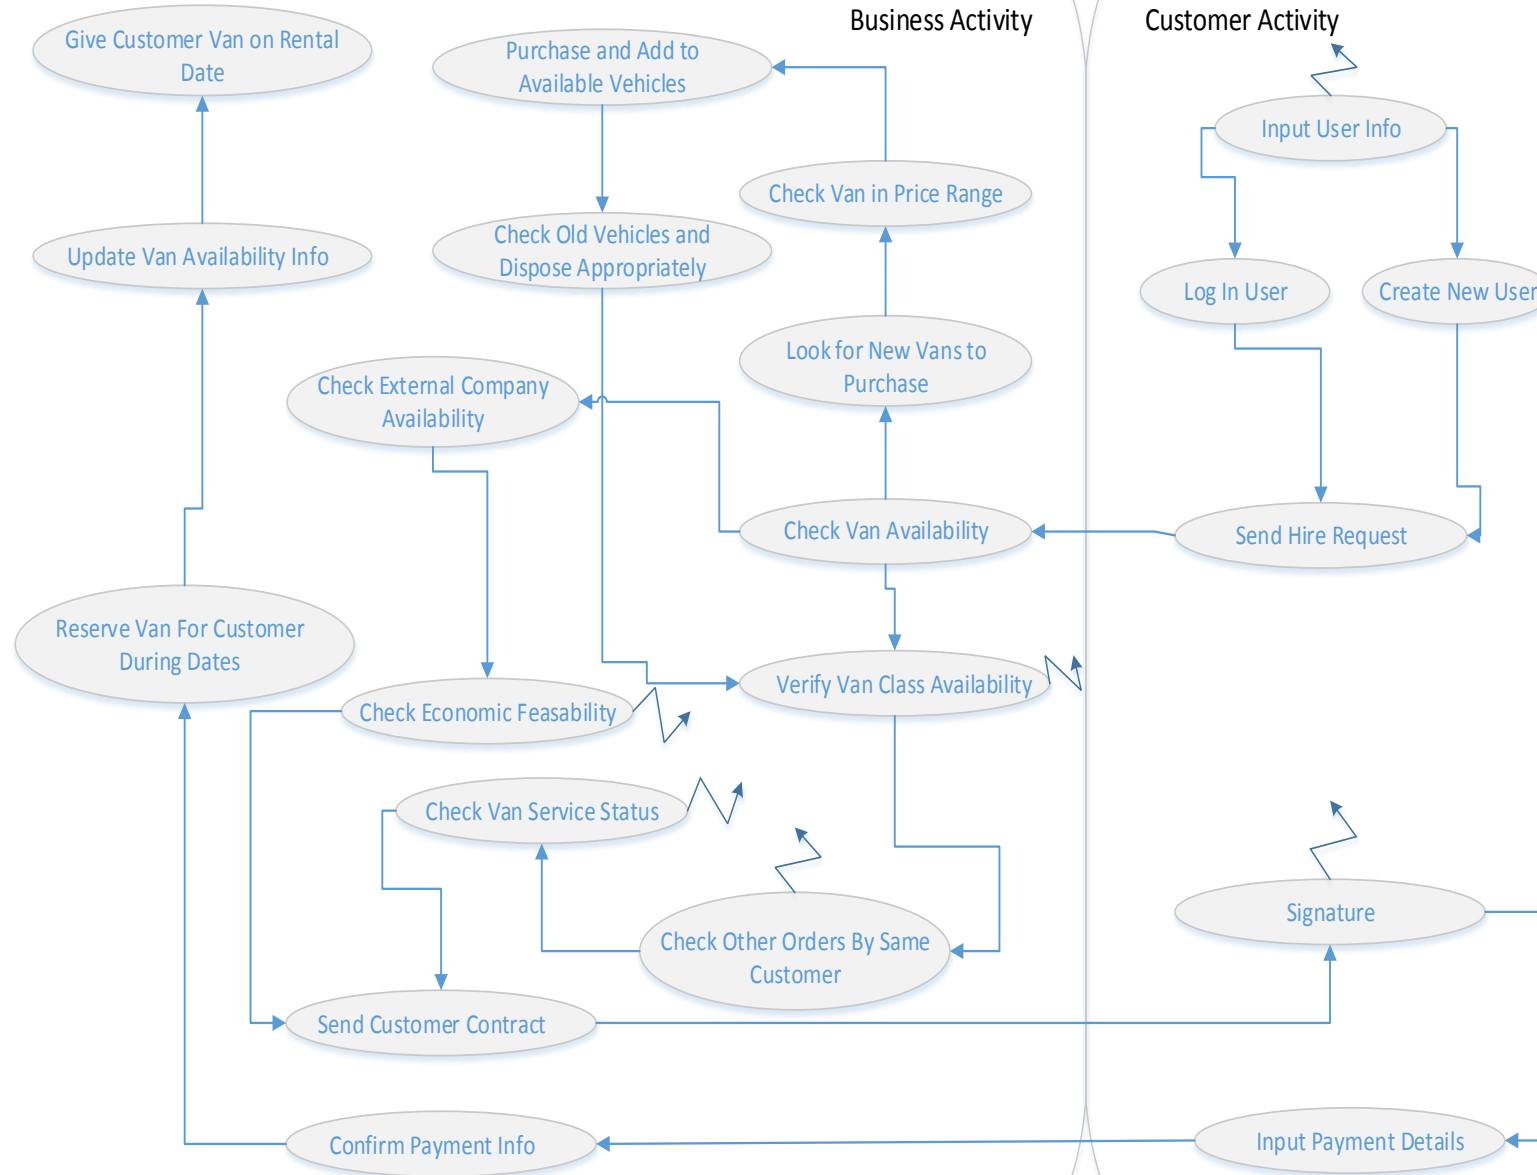 Business Activity
Customer Activity
Give Customer Van on Rental
Date
Purchase and Add to
Available Vehicles
Input User Info
Check Van in Price Range
Update Van Availability Info
Check Old Vehicles and
Dispose Appropriately
Log In User
Create New User
Look for New Vans to
Purchase
Check External Company
Availability
Check Van Availability
Send Hire Request
Reserve Van For Customer
During Dates
Verify Van Class Availability
Check Economic Feasability
Check Van Service Status
Signature
Check Other Orders By Same
Customer
Send Customer Contract
Confirm Payment Info
Input Payment Details